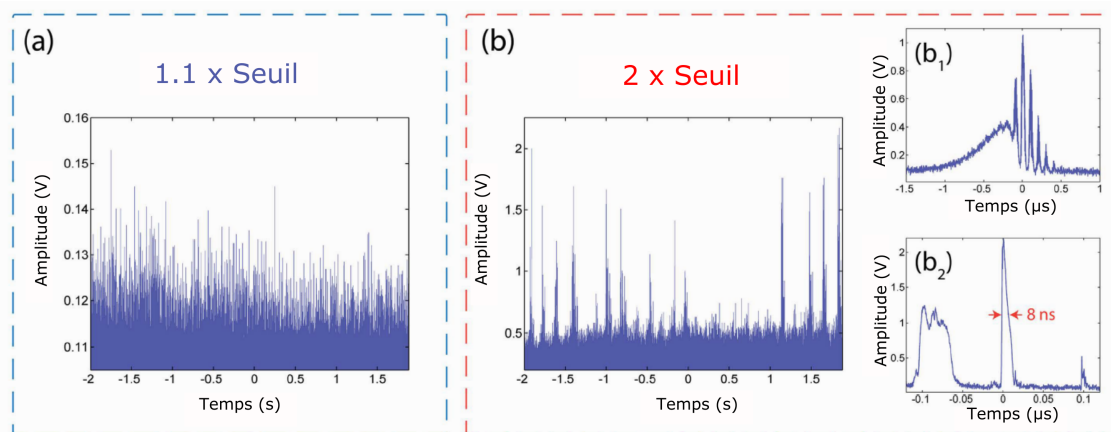 (a)
1.1 x Seuil
Amplitude (V)
0.16
0.15
0.14
0.13
0.12
0.11
-2 -1.5 -1 -0.5 0 0.5 1 1.5
Temps (s)
(b)
2 x Seuil
Amplitude (V)
2
1.5
1
0.5
-2 -1.5 -1 -0.5 0 0.5 1 1.5
Temps (s)
(b1)
Amplitude (V)
1.0
0.8
0.6
0.4
0.2
-1.5 -1 -0.5 0 0.5 1
Temps (µs)
(b2)
Amplitude (V)
2
1.5
1
0.5
8 ns
-0.1 -0.05 0 0.05 0.1
Temps (µs)